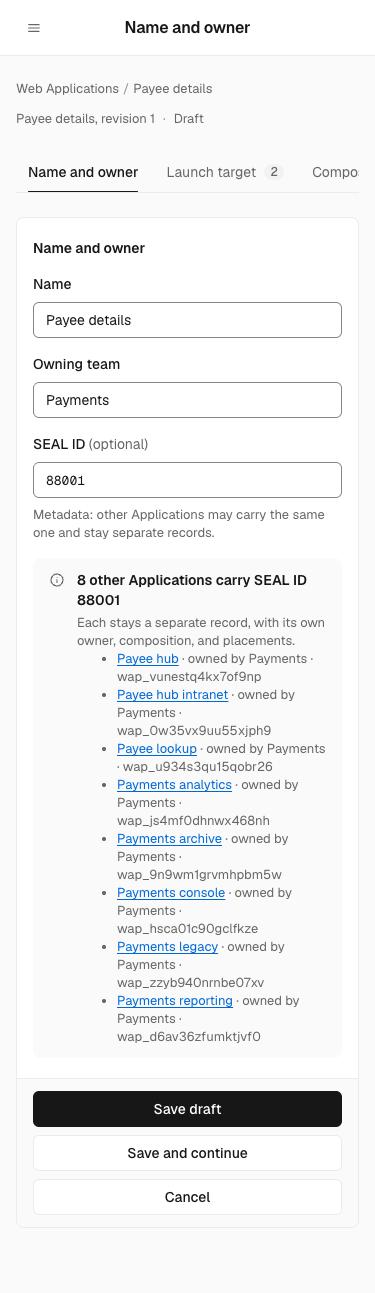 Name and owner
Web Applications / Payee details
Payee details, revision 1 · Draft
Name and owner
Launch target 2
Name and owner
Name
Payee details
Owning team
Payments
SEAL ID (optional)
88001
Metadata: other Applications may carry the same
one and stay separate records.
8 other Applications carry SEAL ID
88001
Each stays a separate record, with its own
owner, composition, and placements.
• Payee hub · owned by Payments ·
wap_vunestq4kx7of9np
• Payee hub intranet · owned by
Payments ·
wap_0w35vx9uu55xjph9
• Payee lookup · owned by Payments
· wap_u934s3qu15qobr26
• Payments analytics · owned by
Payments ·
wap_js4mf0dhnwx468nh
• Payments archive · owned by
Payments ·
wap_9n9wm1grvmhpbm5w
• Payments console · owned by
Payments ·
wap_hsca01c90gclfkze
• Payments legacy · owned by
Payments ·
wap_zzyb940nrnbe07xv
• Payments reporting · owned by
Payments ·
wap_d6av36zfumktjvf0
Save draft
Save and continue
Cancel